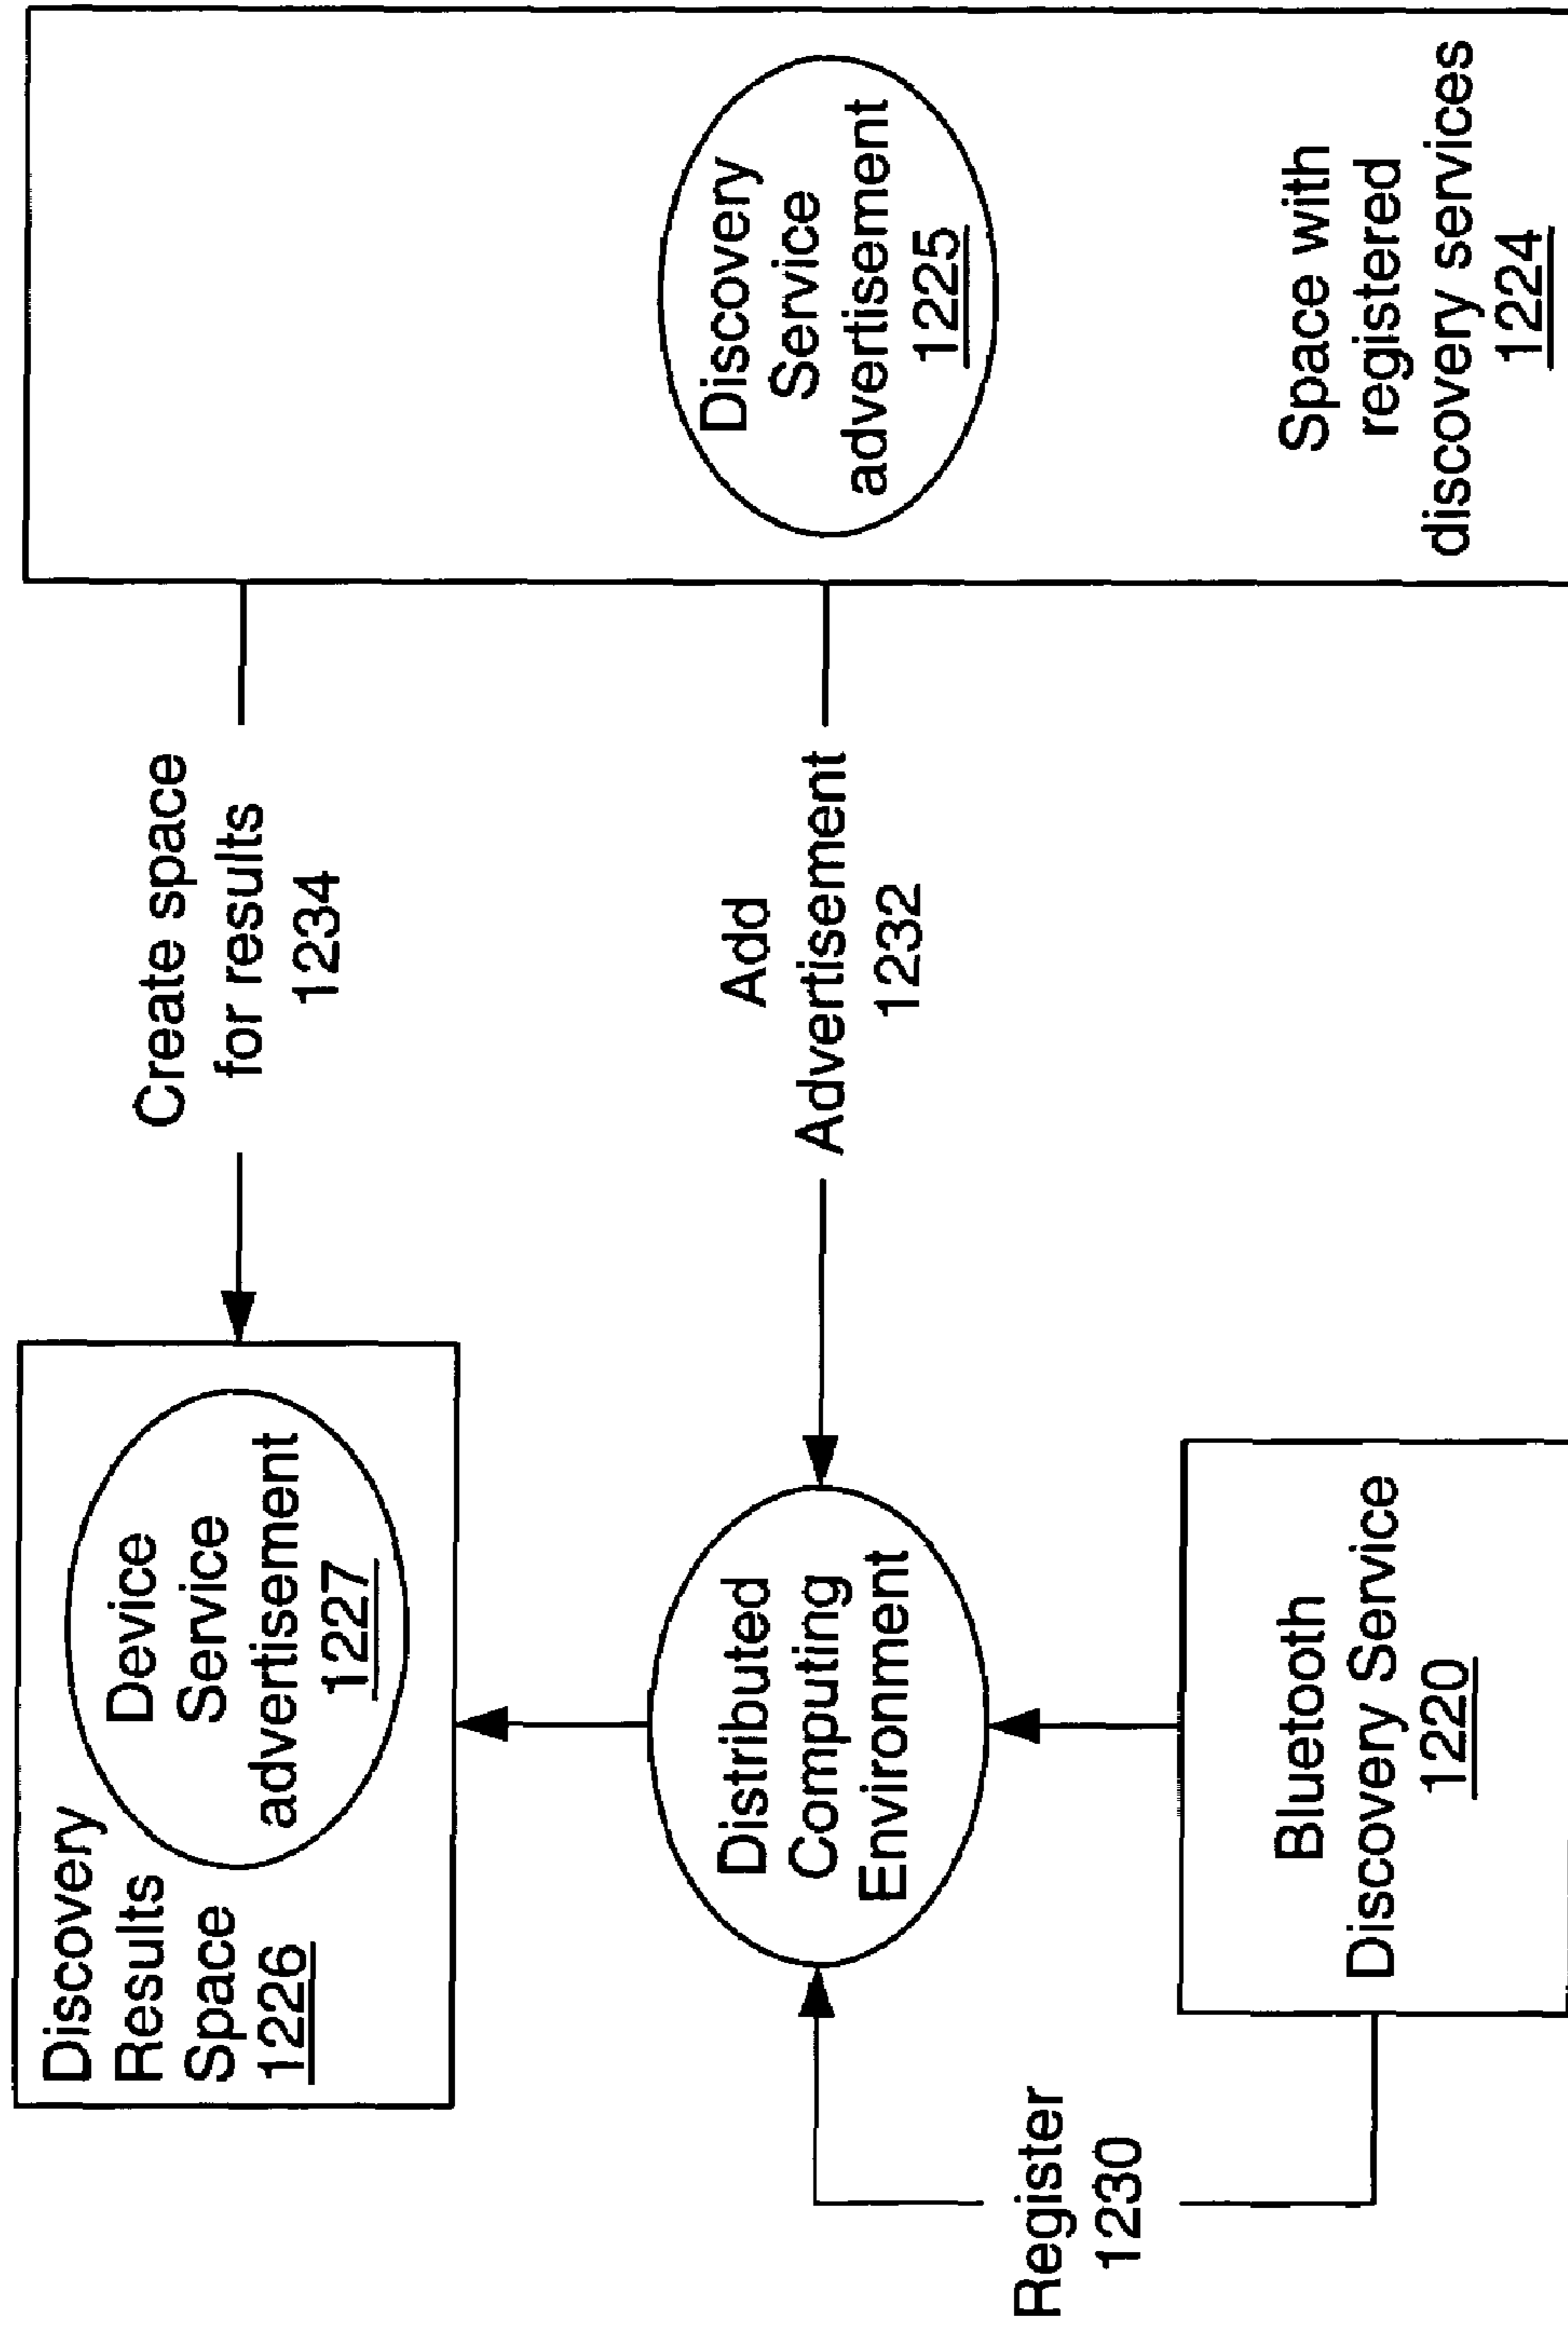 Discovery
Results
Space
1226
Device
Service
advertisement
1227
Create space
for results
1234
Discovery
Service
advertisement
1225
Distributed
Computing
Environment
Add
Advertisement
1232
Register
1230
Bluetooth
Discovery Service
1220
Space with
registered
discovery services
1224